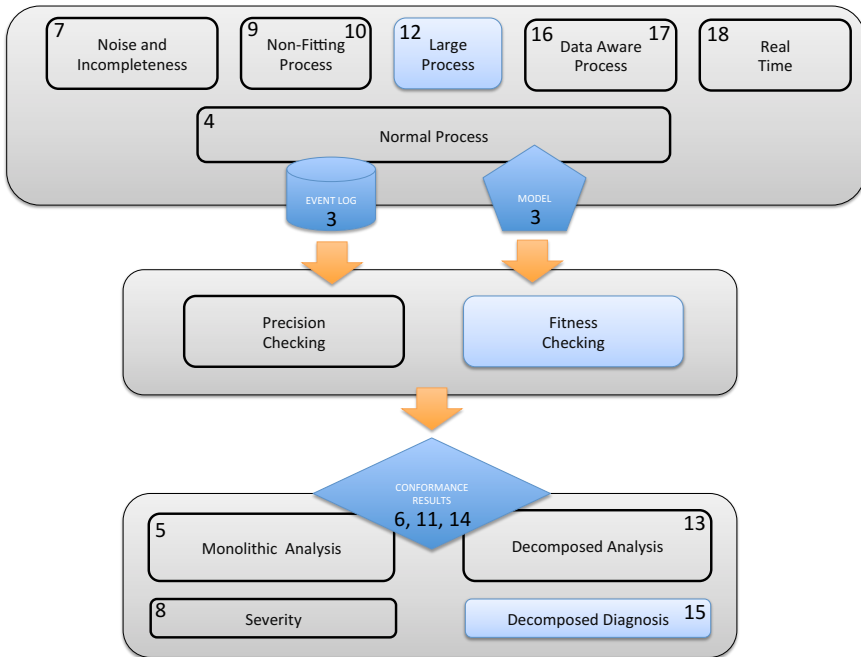 7
Noise and
Incompleteness
9
10
Non-Fitting
Process
12
Large
Process
16
17
Data Aware
Process
18
Real
Time
4
Normal Process
EVENT LOG
3
MODEL
3
Precision
Checking
Fitness
Checking
CONFORMANCE
RESULTS
6, 11, 14
5
Monolithic Analysis
13
Decomposed Analysis
8
Severity
Decomposed Diagnosis
15